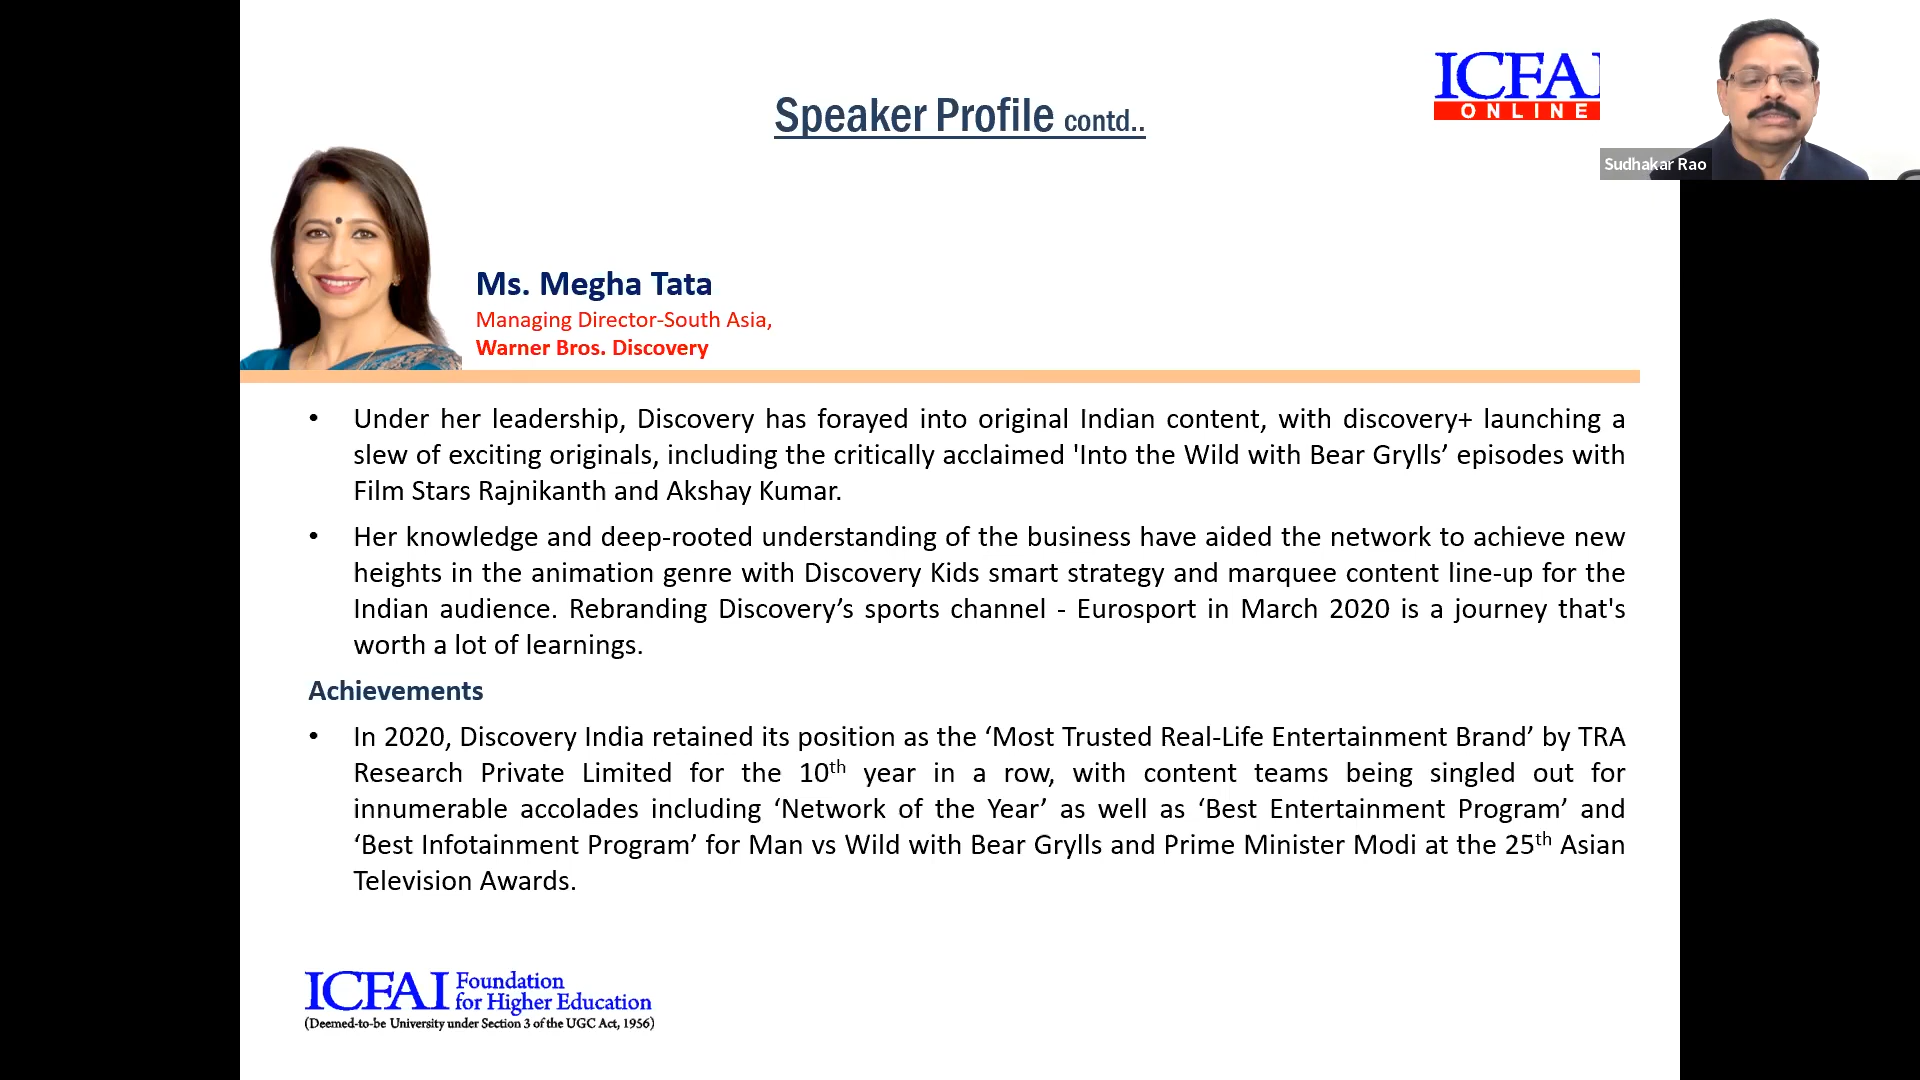 Speaker Profile contd..
ICFAI
ONLINE
Sudhakar Rao
Ms. Megha Tata
Managing Director-South Asia,
Warner Bros. Discovery
• Under her leadership, Discovery has forayed into original Indian content, with discovery+ launching a
slew of exciting originals, including the critically acclaimed 'Into the Wild with Bear Grylls’ episodes with
Film Stars Rajnikanth and Akshay Kumar.
• Her knowledge and deep-rooted understanding of the business have aided the network to achieve new
heights in the animation genre with Discovery Kids smart strategy and marquee content line-up for the
Indian audience. Rebranding Discovery’s sports channel - Eurosport in March 2020 is a journey that's
worth a lot of learnings.
Achievements
• In 2020, Discovery India retained its position as the ‘Most Trusted Real-Life Entertainment Brand’ by TRA
Research Private Limited for the 10th year in a row, with content teams being singled out for
innumerable accolades including ‘Network of the Year’ as well as ‘Best Entertainment Program’ and
‘Best Infotainment Program’ for Man vs Wild with Bear Grylls and Prime Minister Modi at the 25th Asian
Television Awards.
ICFAI Foundation
for Higher Education
(Deemed-to-be University under Section 3 of the UGC Act, 1956)